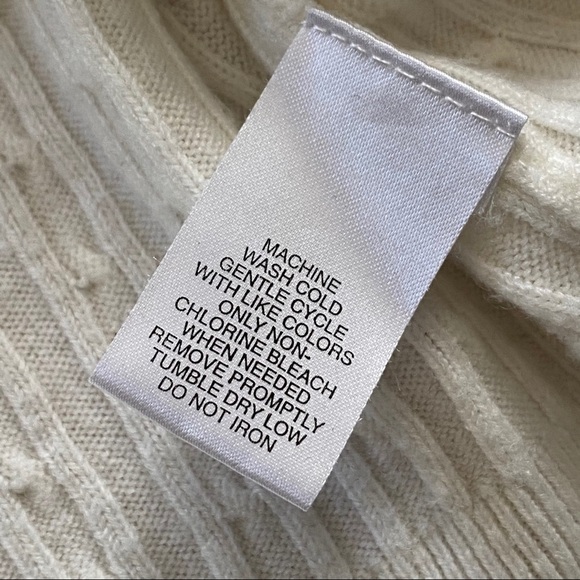 MACHINE
WASH COLD
GENTLE CYCLE
WITH LIKE COLORS
ONLY NON-
CHLORINE BLEACH
WHEN NEEDED
REMOVE PROMPTLY
TUMBLE DRY LOW
DO NOT IRON